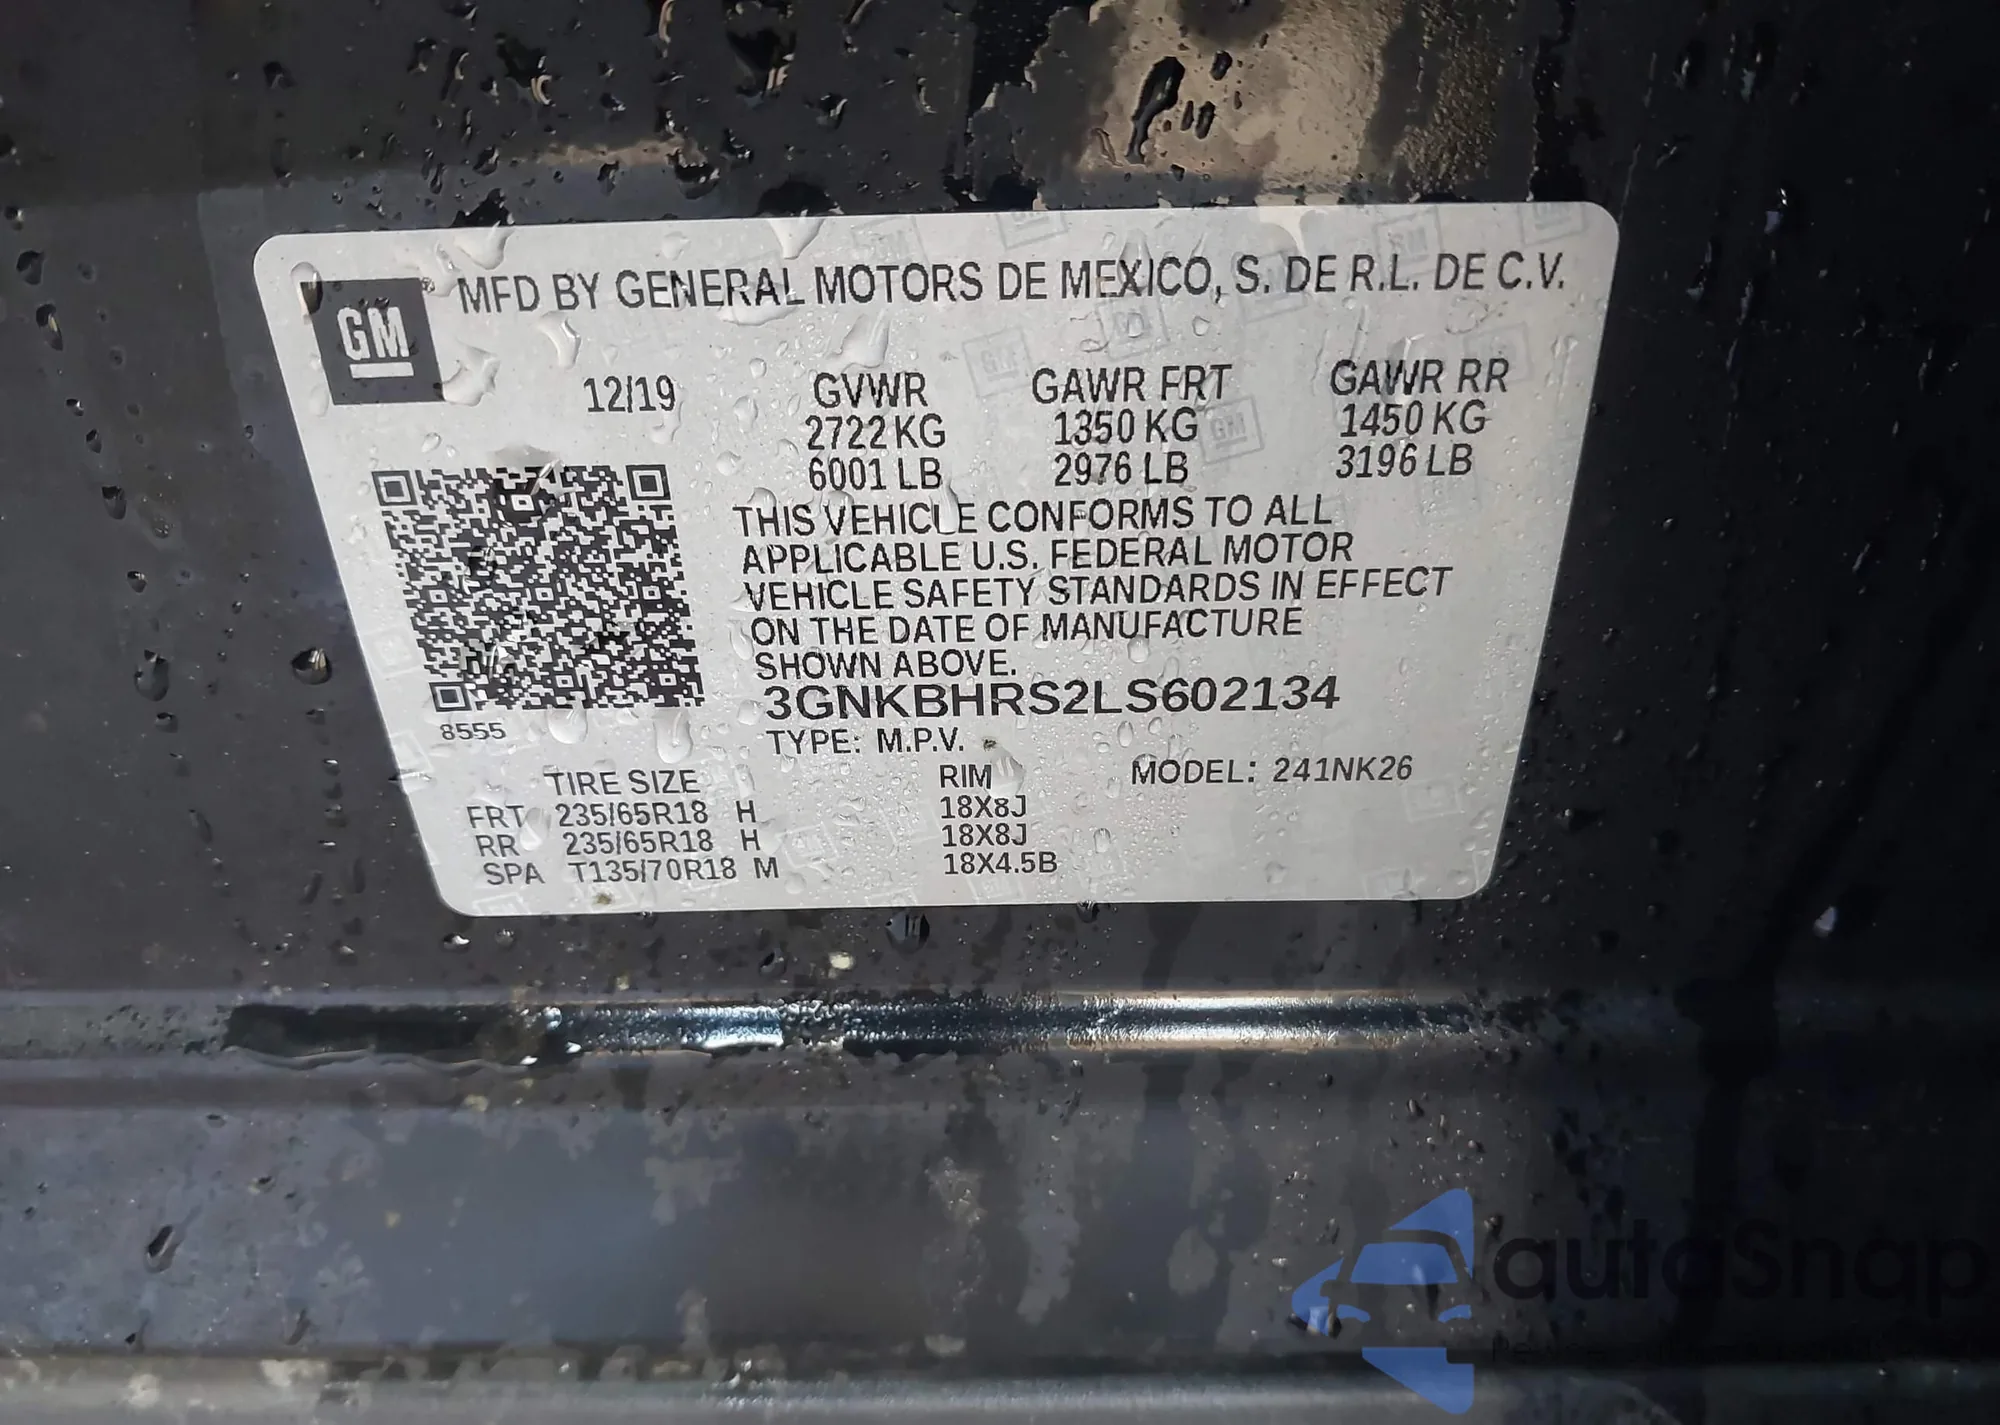 GM® MFD BY GENERAL MOTORS DE MEXICO, S. DE R.L. DE C.V.
12/19 GVWR GAWR FRT GAWR RR
2722 KG 1350 KG 1450 KG
6001 LB 2976 LB 3196 LB
THIS VEHICLE CONFORMS TO ALL
APPLICABLE U.S. FEDERAL MOTOR
VEHICLE SAFETY STANDARDS IN EFFECT
ON THE DATE OF MANUFACTURE
SHOWN ABOVE.
3GNKBHRS2LS602134
8555
TYPE: M.P.V.
TIRE SIZE RIM MODEL: 241NK26
FRT 235/65R18 H 18X8J
RR 235/65R18 H 18X8J
SPA T135/70R18 M 18X4.5B
autaSnap